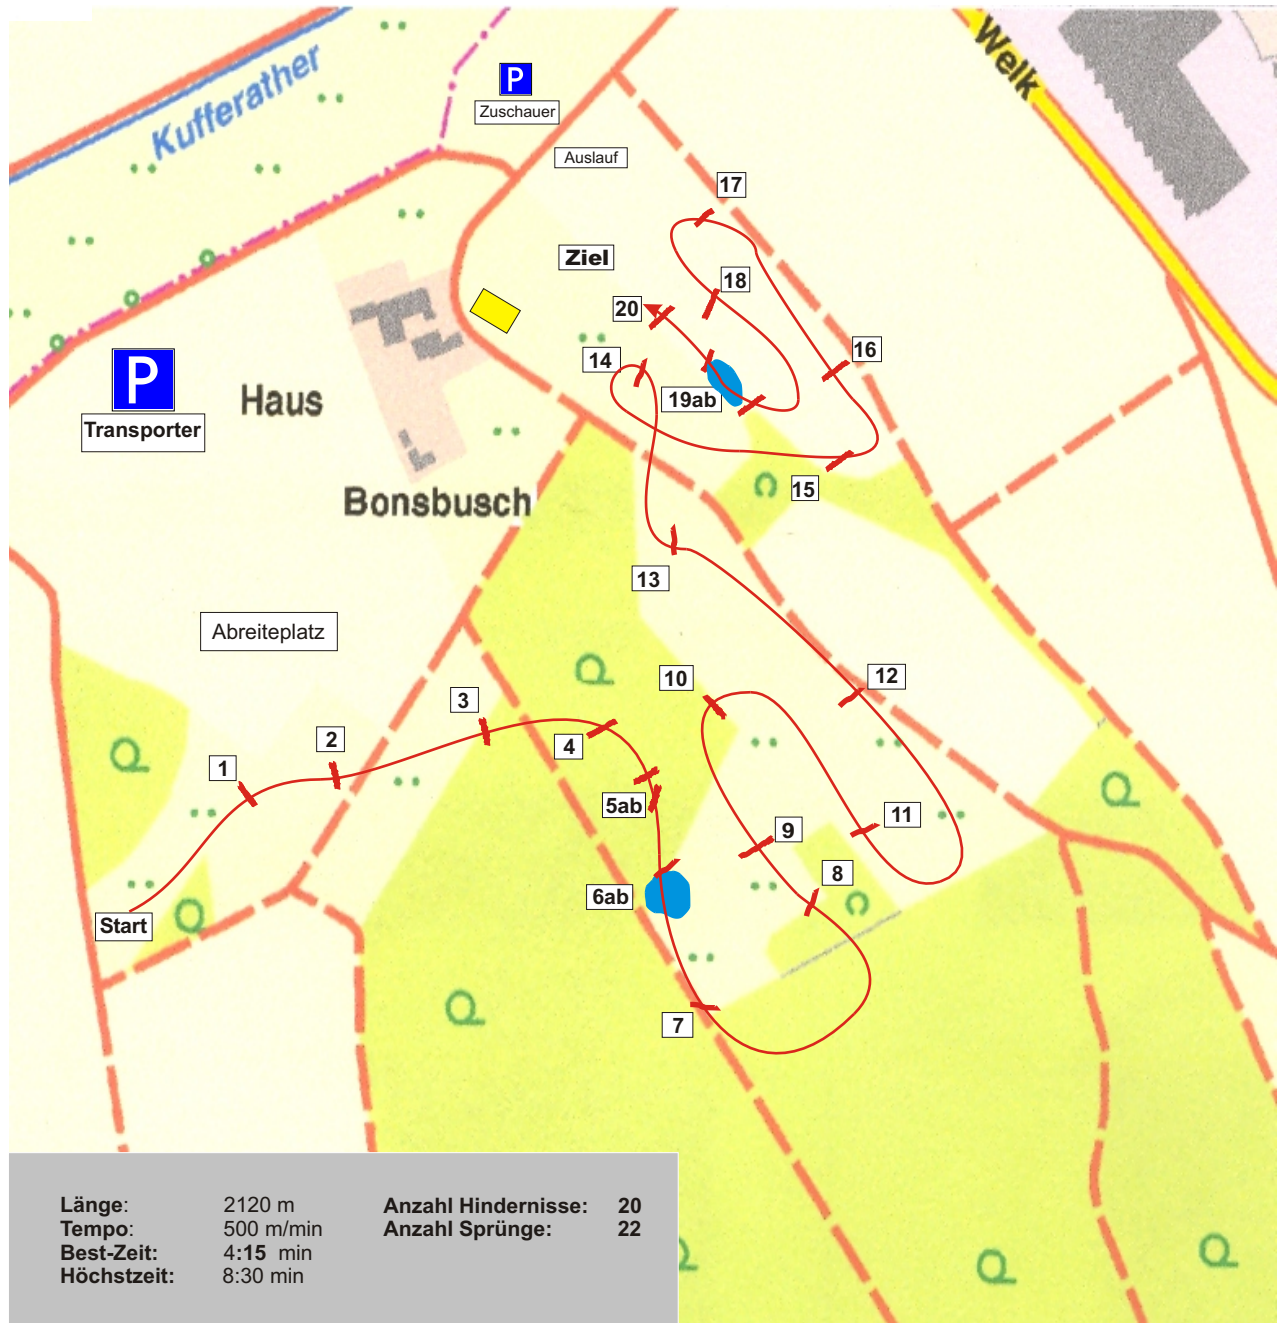 Kufferather
P
Zuschauer
Welk
Auslauf
17
Ziel
18
20
16
14
P
19ab
Haus
Transporter
15
Bonsbusch
13
Abreiteplatz
12
10
3
2
4
1
5ab
11
9
8
6ab
Start
7
Länge: 2120 m Anzahl Hindernisse: 20
Tempo: 500 m/min Anzahl Sprünge: 22
Best-Zeit: 4:15 min
Höchstzeit: 8:30 min